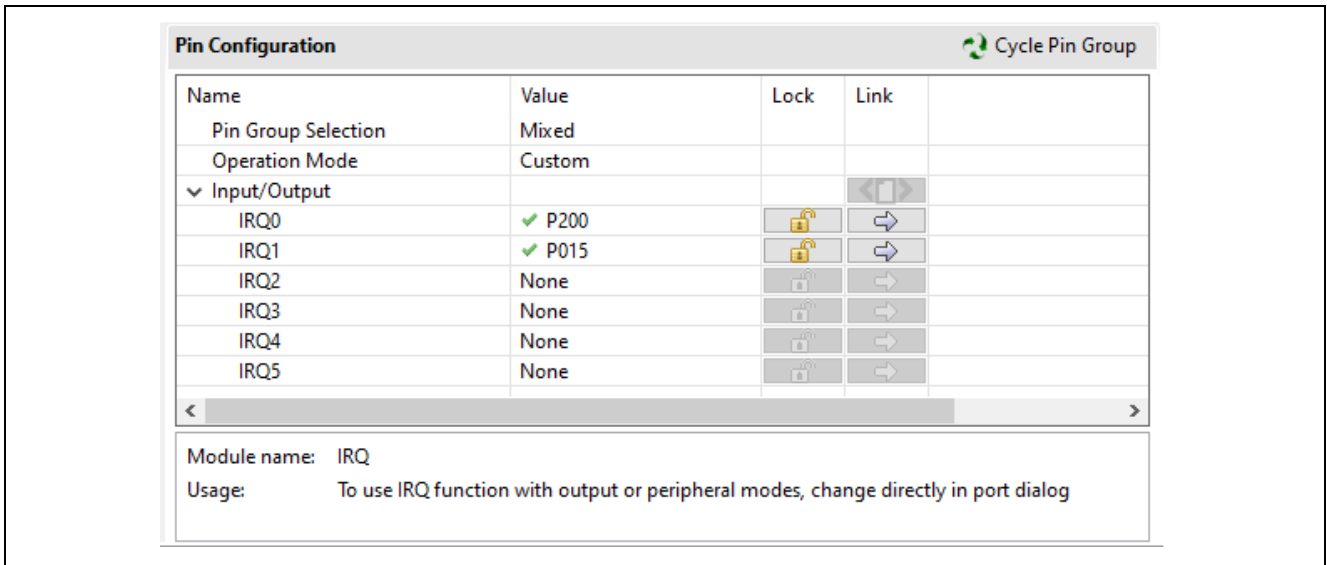 Pin Configuration Cycle Pin Group
Name Value Lock Link
Pin Group Selection Mixed
Operation Mode Custom
Input/Output
IRQ0 P200
IRQ1 P015
IRQ2 None
IRQ3 None
IRQ4 None
IRQ5 None
Module name: IRQ
Usage: To use IRQ function with output or peripheral modes, change directly in port dialog